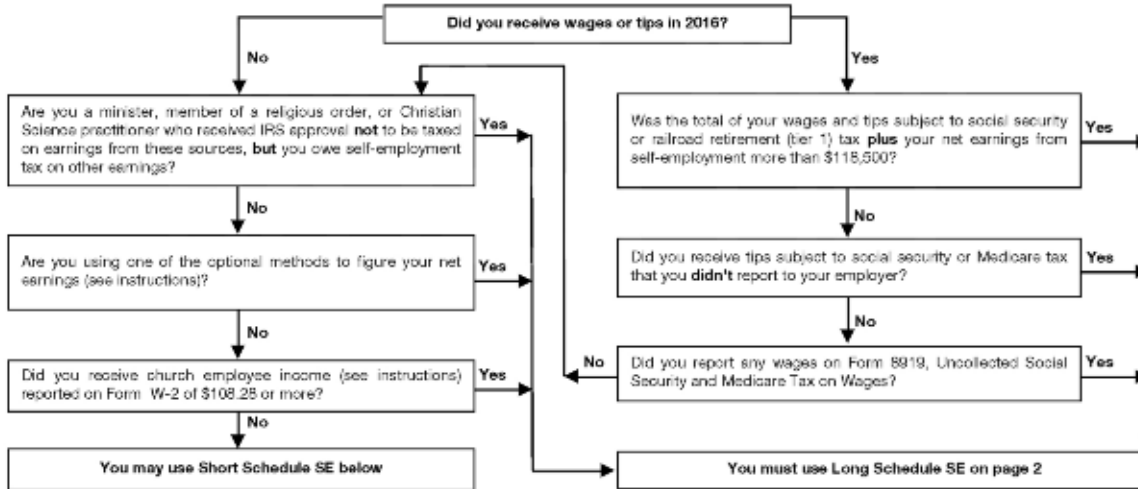 Did you receive wages or tips in 2016?
No
Yes
Are you a minister, member of a religious order, or Christian
Science practitioner who received IRS approval not to be taxed
on earnings from these sources, but you owe self-employment
tax on other earnings?
Yes
Was the total of your wages and tips subject to social security
or railroad retirement (tier 1) tax plus your net earnings from
self-employment more than $118,500?
Yes
No
No
Are you using one of the optional methods to figure your net
earnings (see instructions)?
Yes
Did you receive tips subject to social security or Medicare tax
that you didn't report to your employer?
Yes
No
No
Did you receive church employee income (see instructions)
reported on Form W-2 of $108.28 or more?
Yes
No
Did you report any wages on Form 8919, Uncollected Social
Security and Medicare Tax on Wages?
Yes
No
You may use Short Schedule SE below
You must use Long Schedule SE on page 2